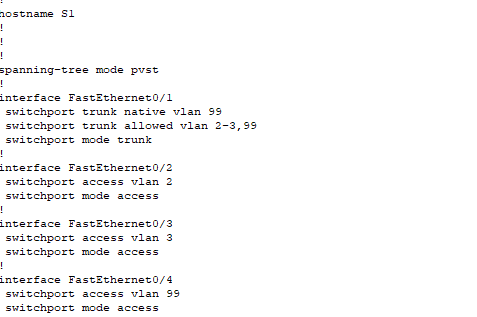 !
hostname S1
!
!
!
spanning-tree mode pvst
!
interface FastEthernet0/1
switchport trunk native vlan 99
switchport trunk allowed vlan 2-3,99
switchport mode trunk
!
interface FastEthernet0/2
switchport access vlan 2
switchport mode access
!
interface FastEthernet0/3
switchport access vlan 3
switchport mode access
!
interface FastEthernet0/4
switchport access vlan 99
switchport mode access